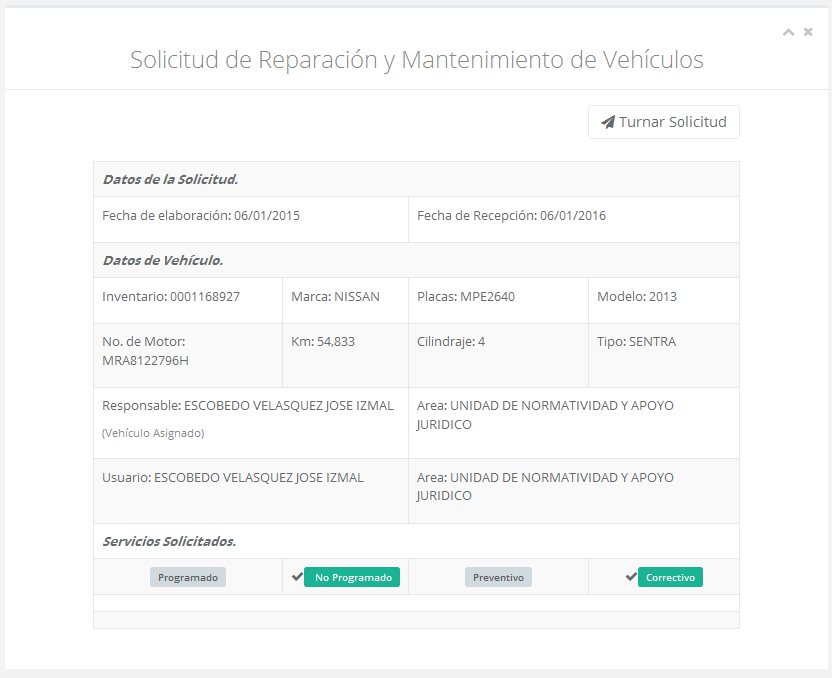 Solicitud de Reparación y Mantenimiento de Vehículos
Turnar Solicitud
Datos de la Solicitud.
Fecha de elaboración: 06/01/2015
Fecha de Recepción: 06/01/2016
Datos de Vehículo.
Inventario: 0001168927
Marca: NISSAN
Placas: MPE2640
Modelo: 2013
No. de Motor:
MRA8122796H
Km: 54,833
Cilindraje: 4
Tipo: SENTRA
Responsable: ESCOBEDO VELASQUEZ JOSE IZMAL
(Vehículo Asignado)
Area: UNIDAD DE NORMATIVIDAD Y APOYO
JURIDICO
Usuario: ESCOBEDO VELASQUEZ JOSE IZMAL
Area: UNIDAD DE NORMATIVIDAD Y APOYO
JURIDICO
Servicios Solicitados.
Programado
No Programado
Preventivo
Correctivo